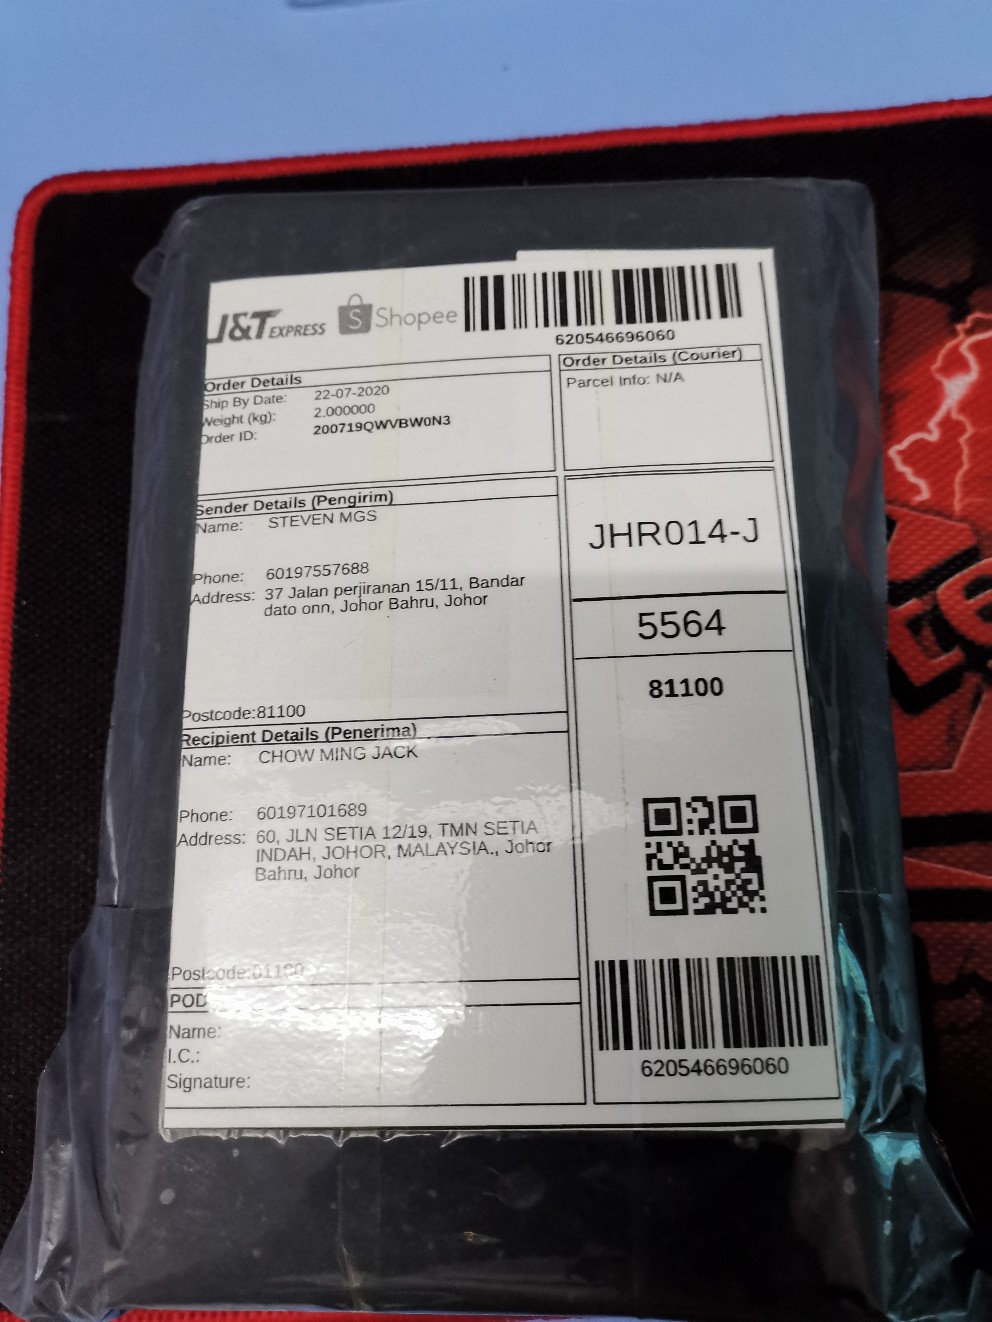 J&T EXPRESS
Shopee
620546696060
Order Details
Ship By Date: 22-07-2020
Weight (kg): 2.000000
Order ID: 200719QWVBW0N3
Order Details (Courier)
Parcel Info: N/A
Sender Details (Pengirim)
Name: STEVEN MGS
Phone: 60197557688
Address: 37 Jalan perjiranan 15/11, Bandar
dato onn, Johor Bahru, Johor
Postcode:81100
JHR014-J
5564
81100
Recipient Details (Penerima)
Name: CHOW MING JACK
Phone: 60197101689
Address: 60, JLN SETIA 12/19, TMN SETIA
INDAH, JOHOR, MALAYSIA., Johor
Bahru, Johor
Postcode:
POD
Name:
I.C.:
Signature:
620546696060